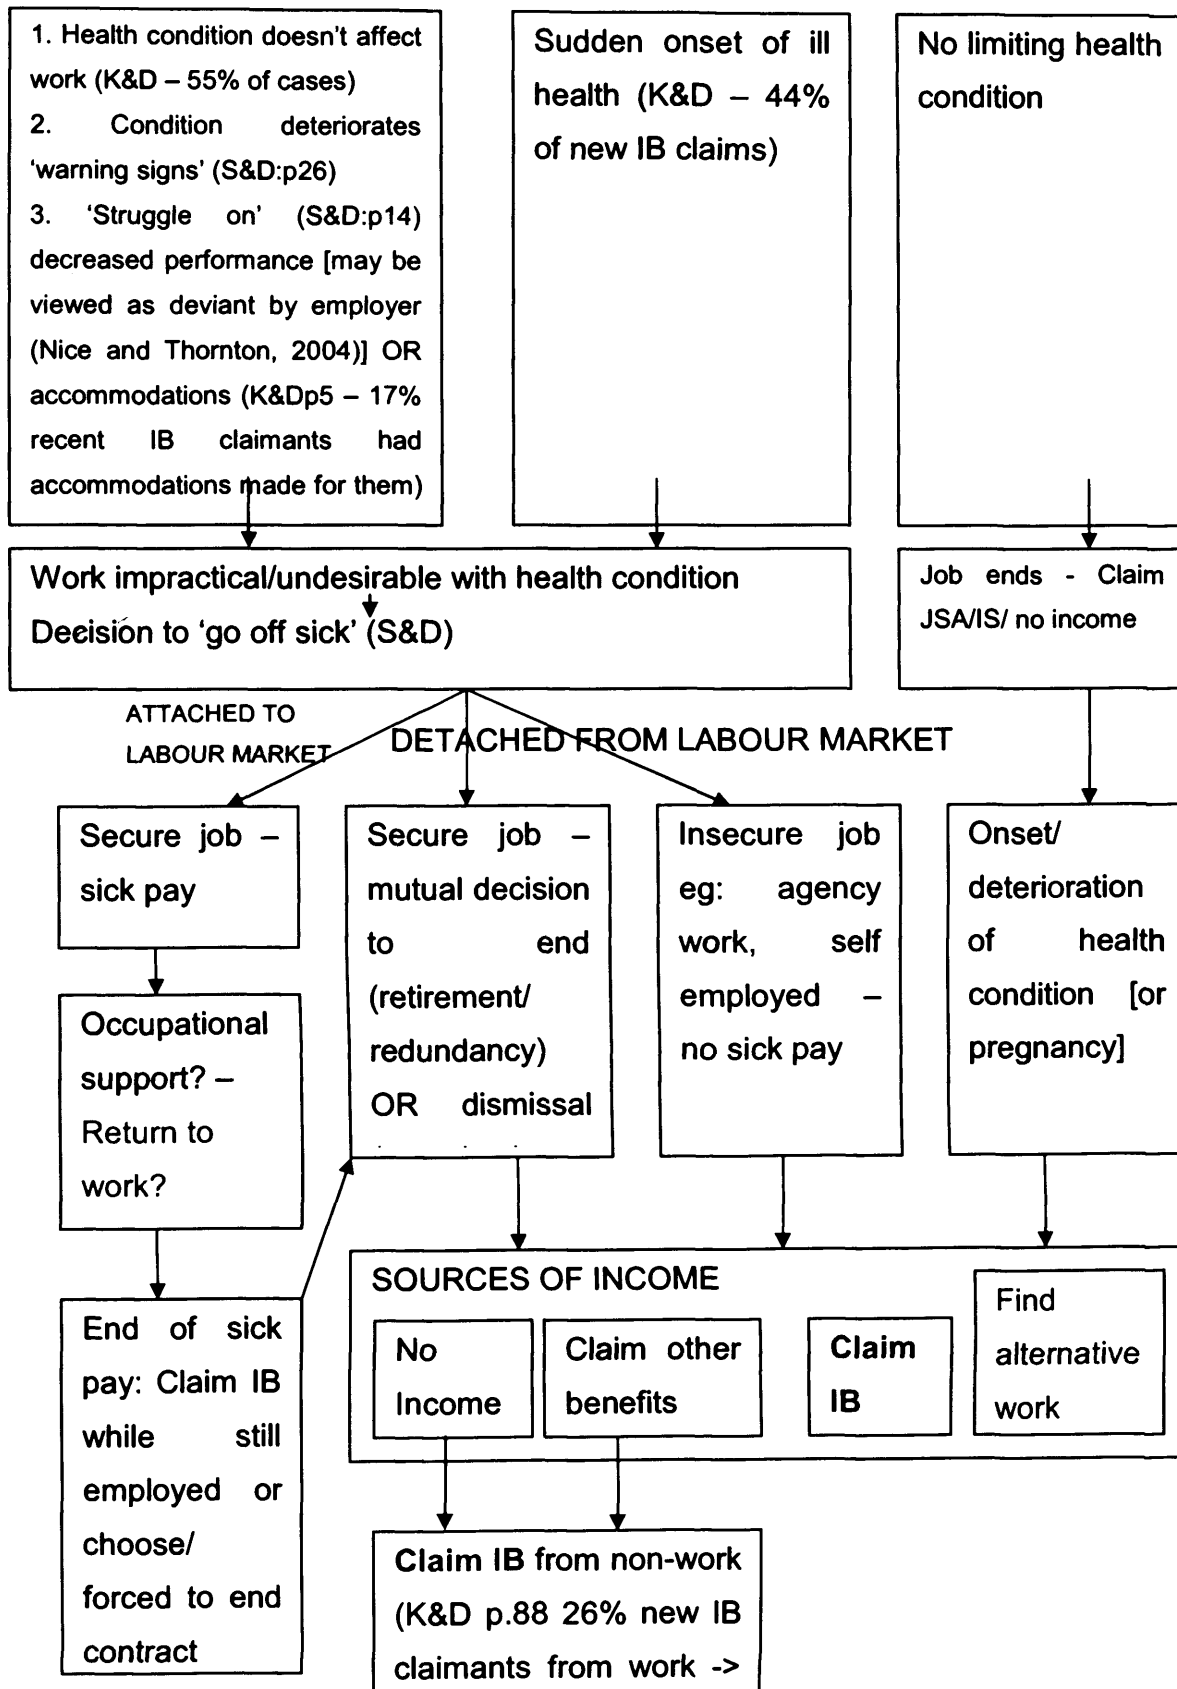 1. Health condition doesn't affect
work (K&D – 55% of cases)
2. Condition deteriorates
'warning signs' (S&D:p26)
3. 'Struggle on' (S&D:p14)
decreased performance [may be
viewed as deviant by employer
(Nice and Thornton, 2004)] OR
accommodations (K&Dp5 – 17%
recent IB claimants had
accommodations made for them)
Sudden onset of ill
health (K&D – 44%
of new IB claims)
No limiting health
condition
Work impractical/undesirable with health condition
Decision to 'go off sick' (S&D)
Job ends - Claim
JSA/IS/ no income
ATTACHED TO
LABOUR MARKET
DETACHED FROM LABOUR MARKET
Secure job –
sick pay
Secure job –
mutual decision
to end
(retirement/
redundancy)
OR dismissal
Insecure job
eg: agency
work, self
employed –
no sick pay
Onset/
deterioration
of health
condition [or
pregnancy]
Occupational
support? –
Return to
work?
End of sick
pay: Claim IB
while still
employed or
choose/
forced to end
contract
SOURCES OF INCOME
No
Income
Claim other
benefits
Claim
IB
Find
alternative
work
Claim IB from non-work
(K&D p.88 26% new IB
claimants from work ->